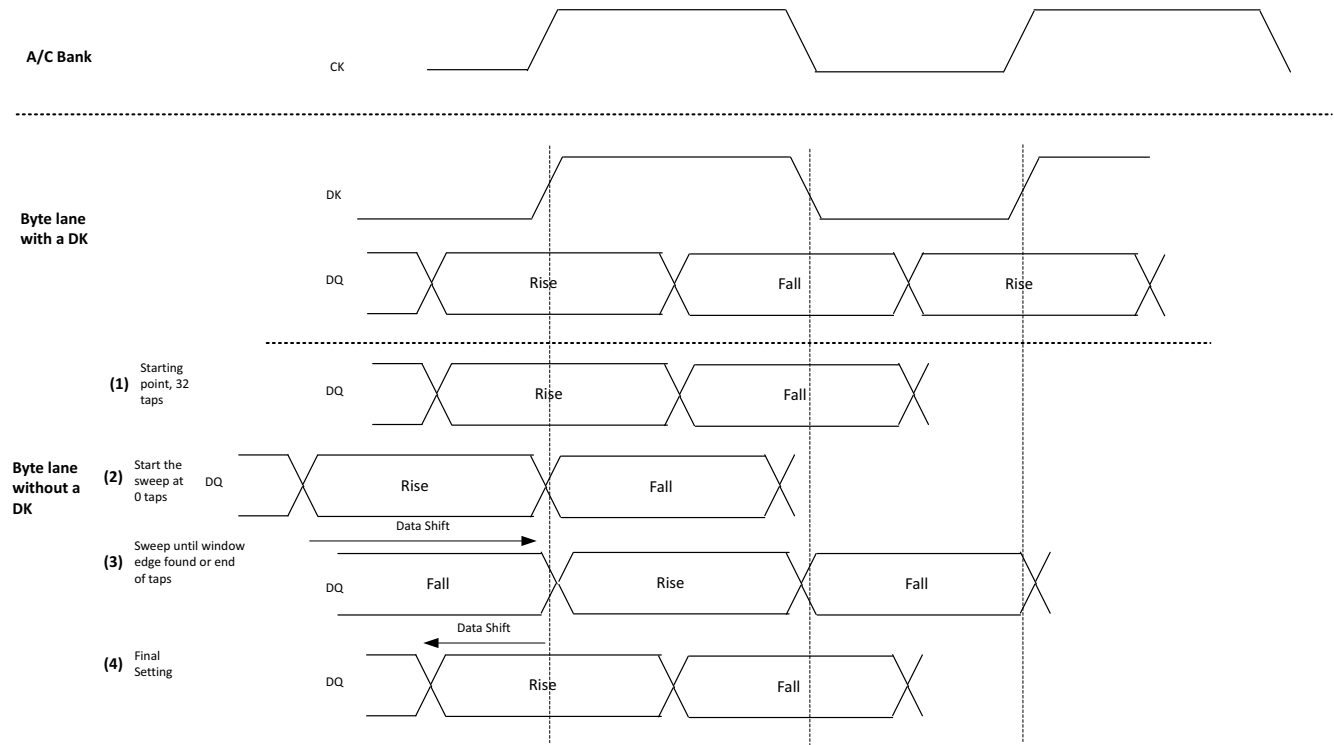 A/C Bank
CK
DK
Byte lane
with a DK
DQ
Rise
Fall
Rise
(1)
Starting
point, 32
taps
DQ
Rise
Fall
Byte lane
without a
DK
(2)
Start the
sweep at
0 taps
DQ
Rise
Fall
Data Shift
(3)
Sweep until window
edge found or end
of taps
DQ
Fall
Rise
Fall
Data Shift
(4)
Final
Setting
DQ
Rise
Fall